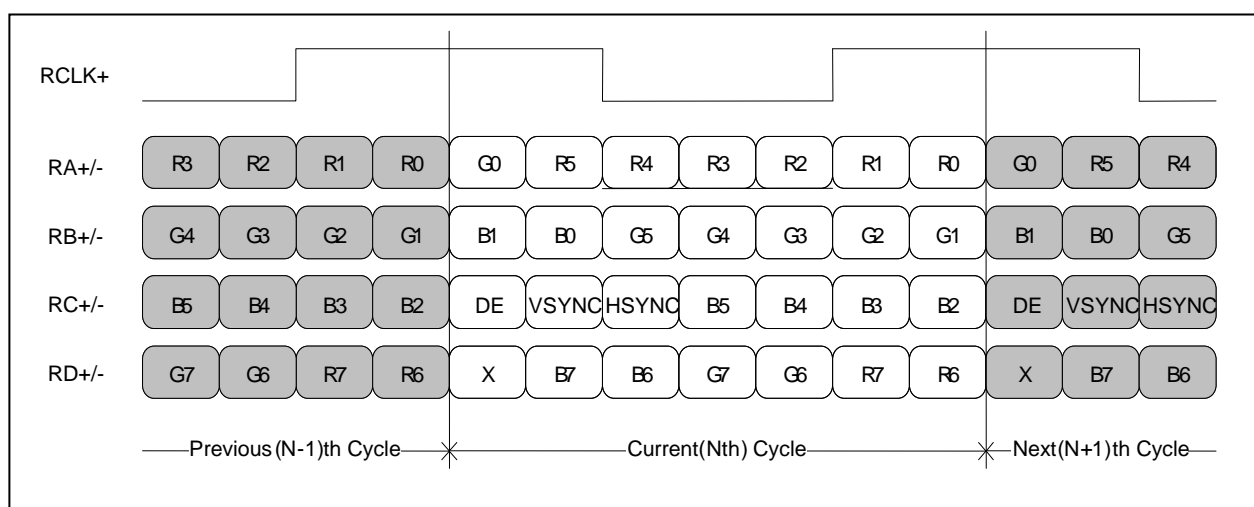 RCLK+
RA+/- R3 R2 R1 R0 G0 R5 R4 R3 R2 R1 R0 G0 R5 R4
RB+/- G4 G3 G2 G1 B1 B0 G5 G4 G3 G2 G1 B1 B0 G5
RC+/- B5 B4 B3 B2 DE VSYNC HSYNC B5 B4 B3 B2 DE VSYNC HSYNC
RD+/- G7 G6 R7 R6 X B7 B6 G7 G6 R7 R6 X B7 B6
Previous (N-1)th Cycle Current(Nth) Cycle Next(N+1)th Cycle